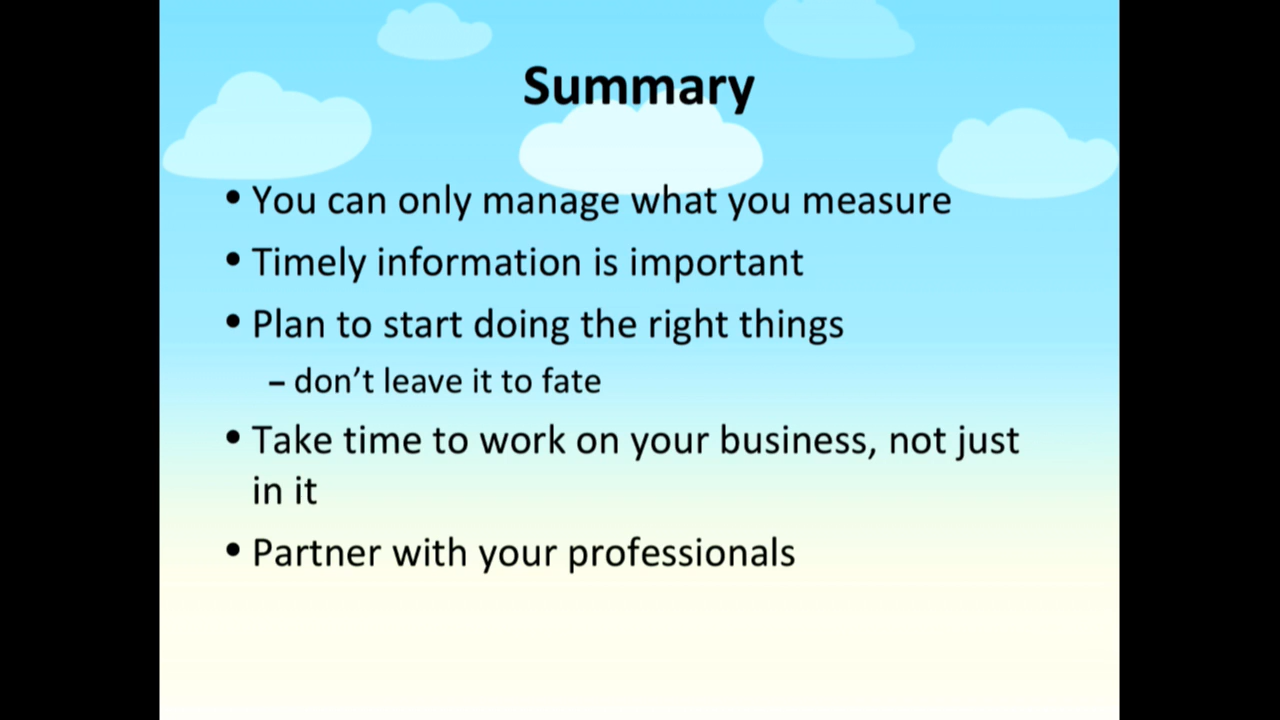 Summary
• You can only manage what you measure
• Timely information is important
• Plan to start doing the right things
– don’t leave it to fate
• Take time to work on your business, not just
in it
• Partner with your professionals